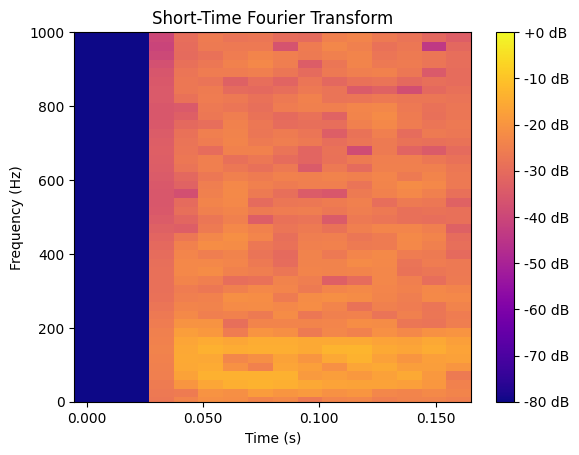 Short-Time Fourier Transform
1000
800
600
400
200
0
Frequency (Hz)
0.000
0.050
0.100
0.150
Time (s)
+0 dB
-10 dB
-20 dB
-30 dB
-40 dB
-50 dB
-60 dB
-70 dB
-80 dB